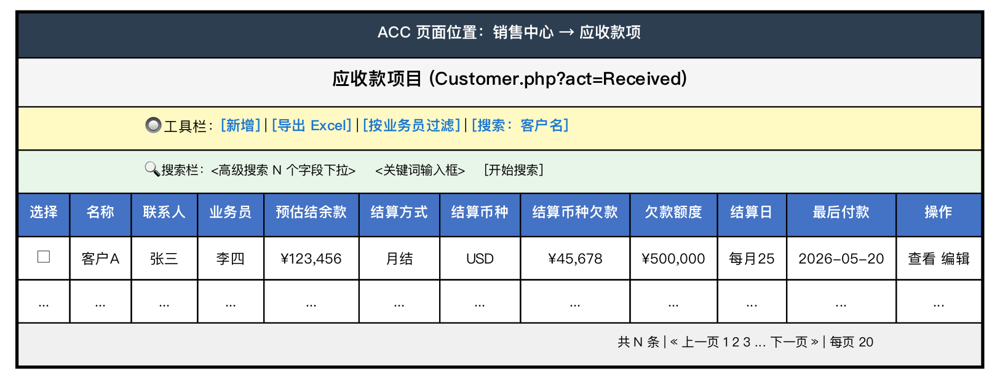 ACC 页面位置：销售中心 → 应收款项
应收款项目 (Customer.php?act=Received)
🔘工具栏：[新增] | [导出 Excel] | [按业务员过滤] | [搜索：客户名]
🔍搜索栏：<高级搜索 N 个字段下拉> <关键词输入框> [开始搜索]
选择 名称 联系人 业务员 预估结余款 结算方式 结算币种 结算币种欠款 欠款额度 结算日 最后付款 操作
☐ 客户A 张三 李四 ¥123,456 月结 USD ¥45,678 ¥500,000 每月25 2026-05-20 查看 编辑
... ... ... ... ... ... ... ... ... ... ... ...
共 N 条 | « 上一页 1 2 3 ... 下一页 » | 每页 20